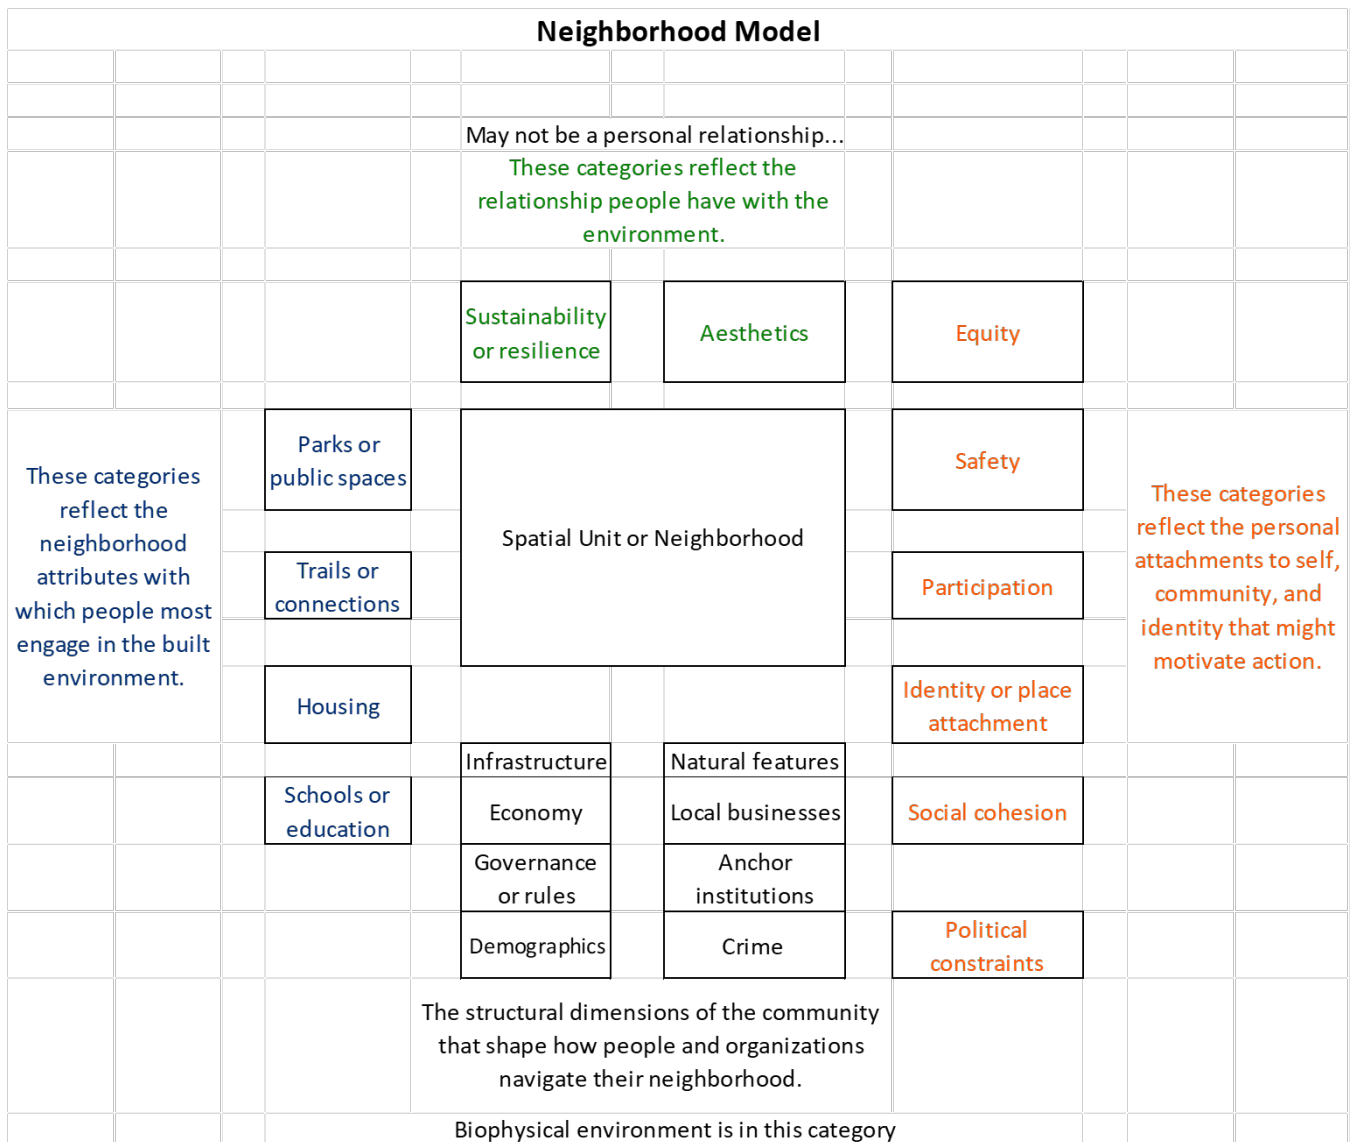 Neighborhood Model
May not be a personal relationship...
These categories reflect the
relationship people have with the
environment.
Sustainability
or resilience
Aesthetics
Equity
These categories
reflect the
neighborhood
attributes with
which people most
engage in the built
environment.
Parks or
public spaces
Trails or
connections
Housing
Schools or
education
Spatial Unit or Neighborhood
Safety
Participation
Identity or place
attachment
Social cohesion
Political
constraints
These categories
reflect the personal
attachments to self,
community, and
identity that might
motivate action.
Infrastructure
Natural features
Economy
Local businesses
Governance
or rules
Anchor
institutions
Demographics
Crime
The structural dimensions of the community
that shape how people and organizations
navigate their neighborhood.
Biophysical environment is in this category